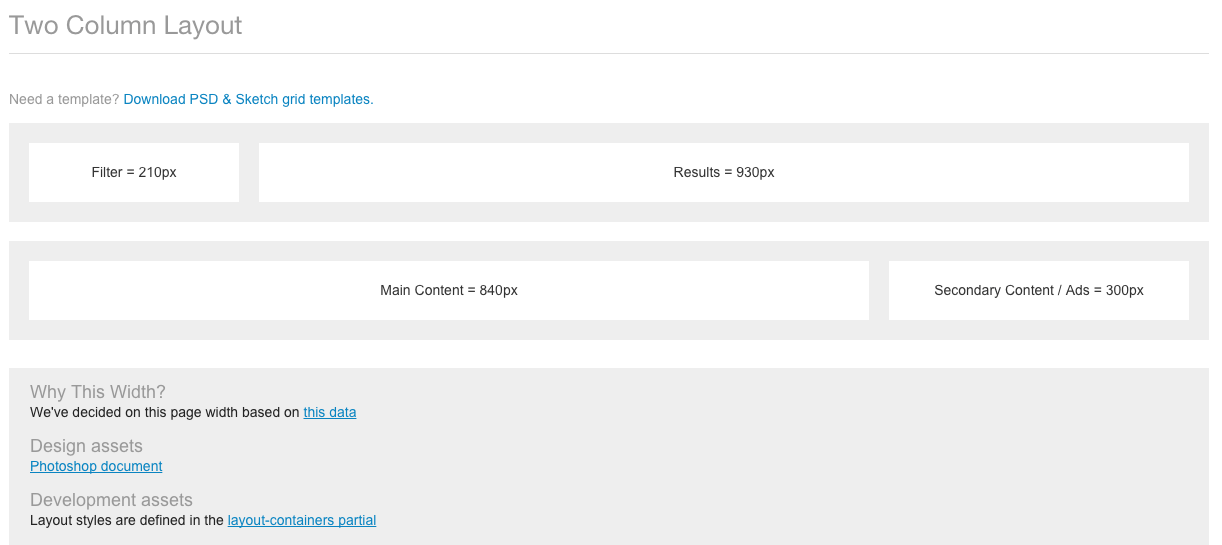 Two Column Layout
Need a template? Download PSD & Sketch grid templates.
Filter = 210px
Results = 930px
Main Content = 840px
Secondary Content / Ads = 300px
Why This Width?
We've decided on this page width based on this data
Design assets
Photoshop document
Development assets
Layout styles are defined in the layout-containers partial